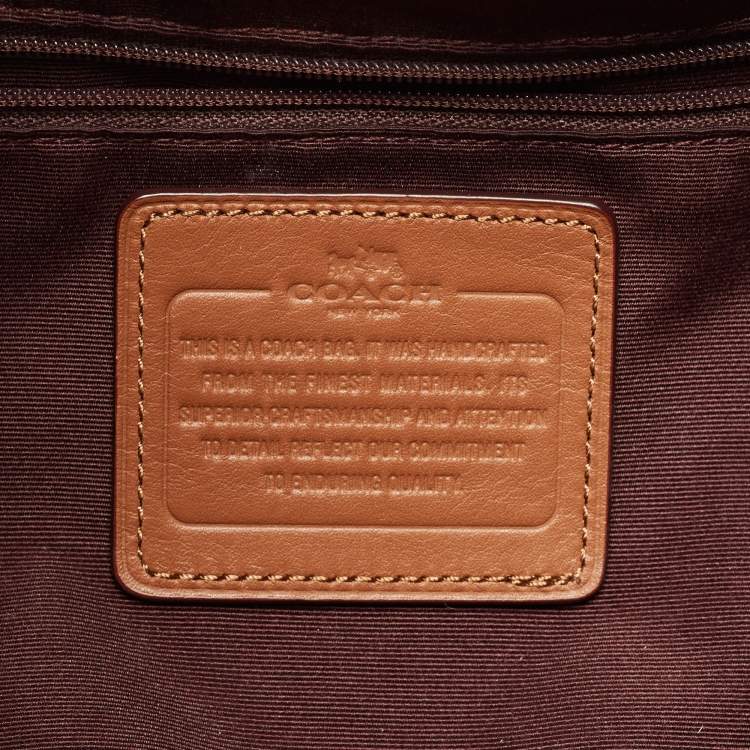 COACH
NEW YORK
THIS IS A COACH BAG. IT WAS HANDCRAFTED
FROM THE FINEST MATERIALS. ITS
SUPERIOR CRAFTSMANSHIP AND ATTENTION
TO DETAIL REFLECT OUR COMMITMENT
TO ENDURING QUALITY.